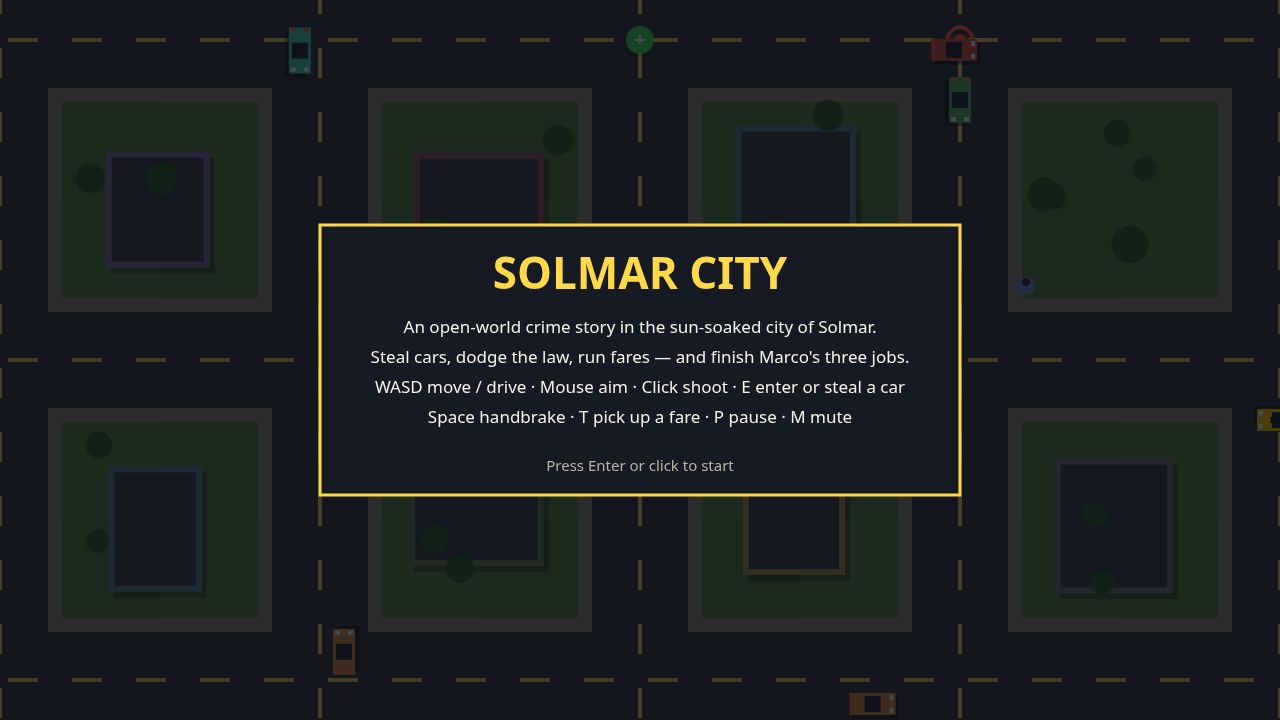 SOLMAR CITY
An open-world crime story in the sun-soaked city of Solmar.
Steal cars, dodge the law, run fares — and finish Marco's three jobs.
WASD move / drive · Mouse aim · Click shoot · E enter or steal a car
Space handbrake · T pick up a fare · P pause · M mute
Press Enter or click to start